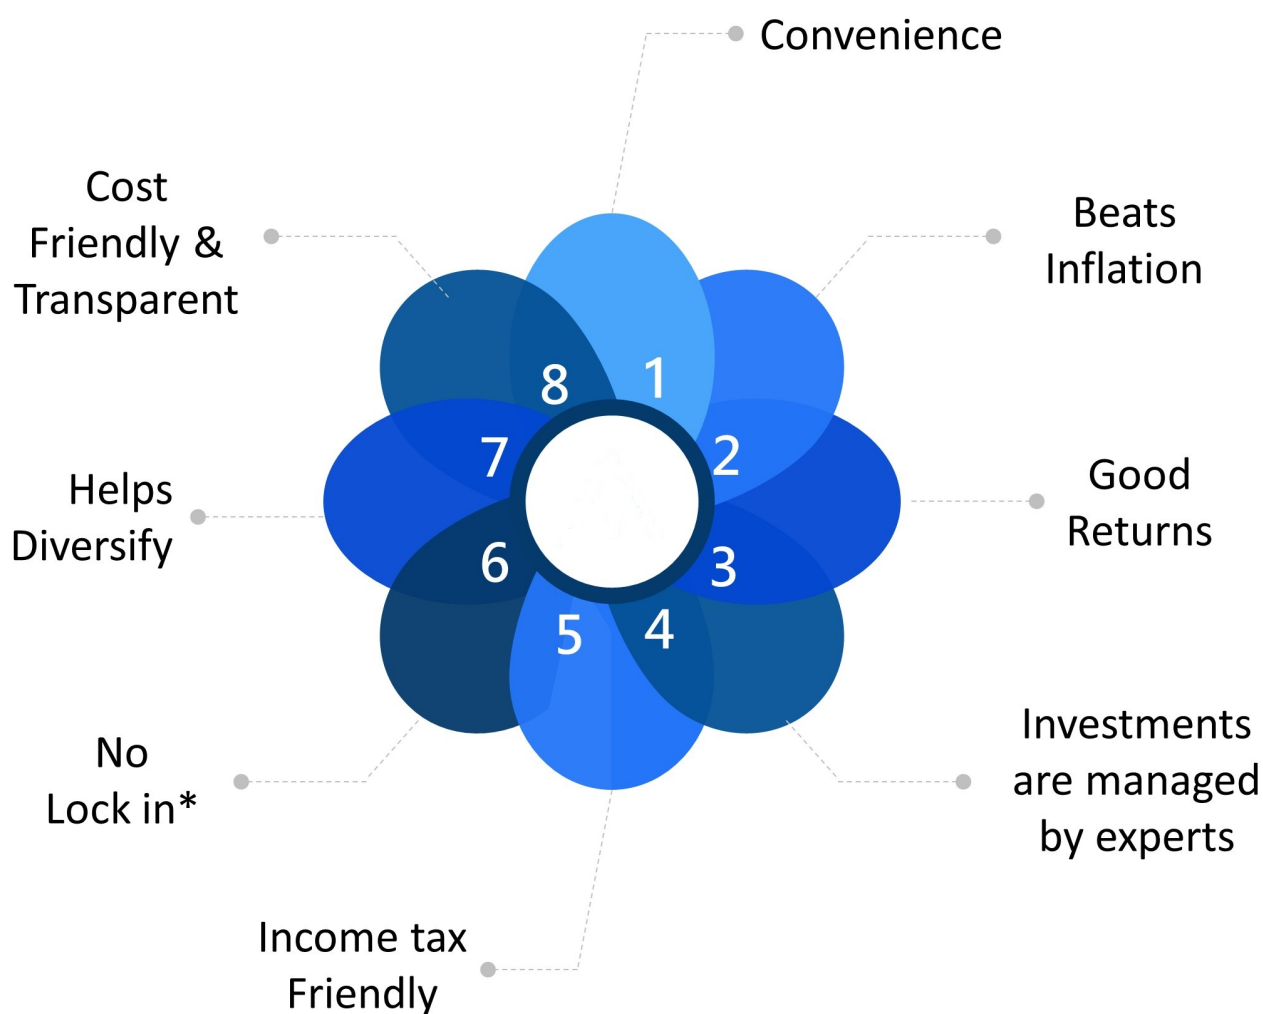 Convenience
Beats
Inflation
Good
Returns
Investments
are managed
by experts
Income tax
Friendly
No
Lock in*
Helps
Diversify
Cost
Friendly &
Transparent
1
2
3
4
5
6
7
8